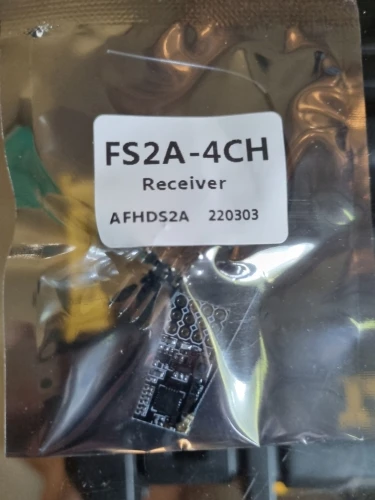 FS2A-4CH
Receiver
AFHDS2A 220303